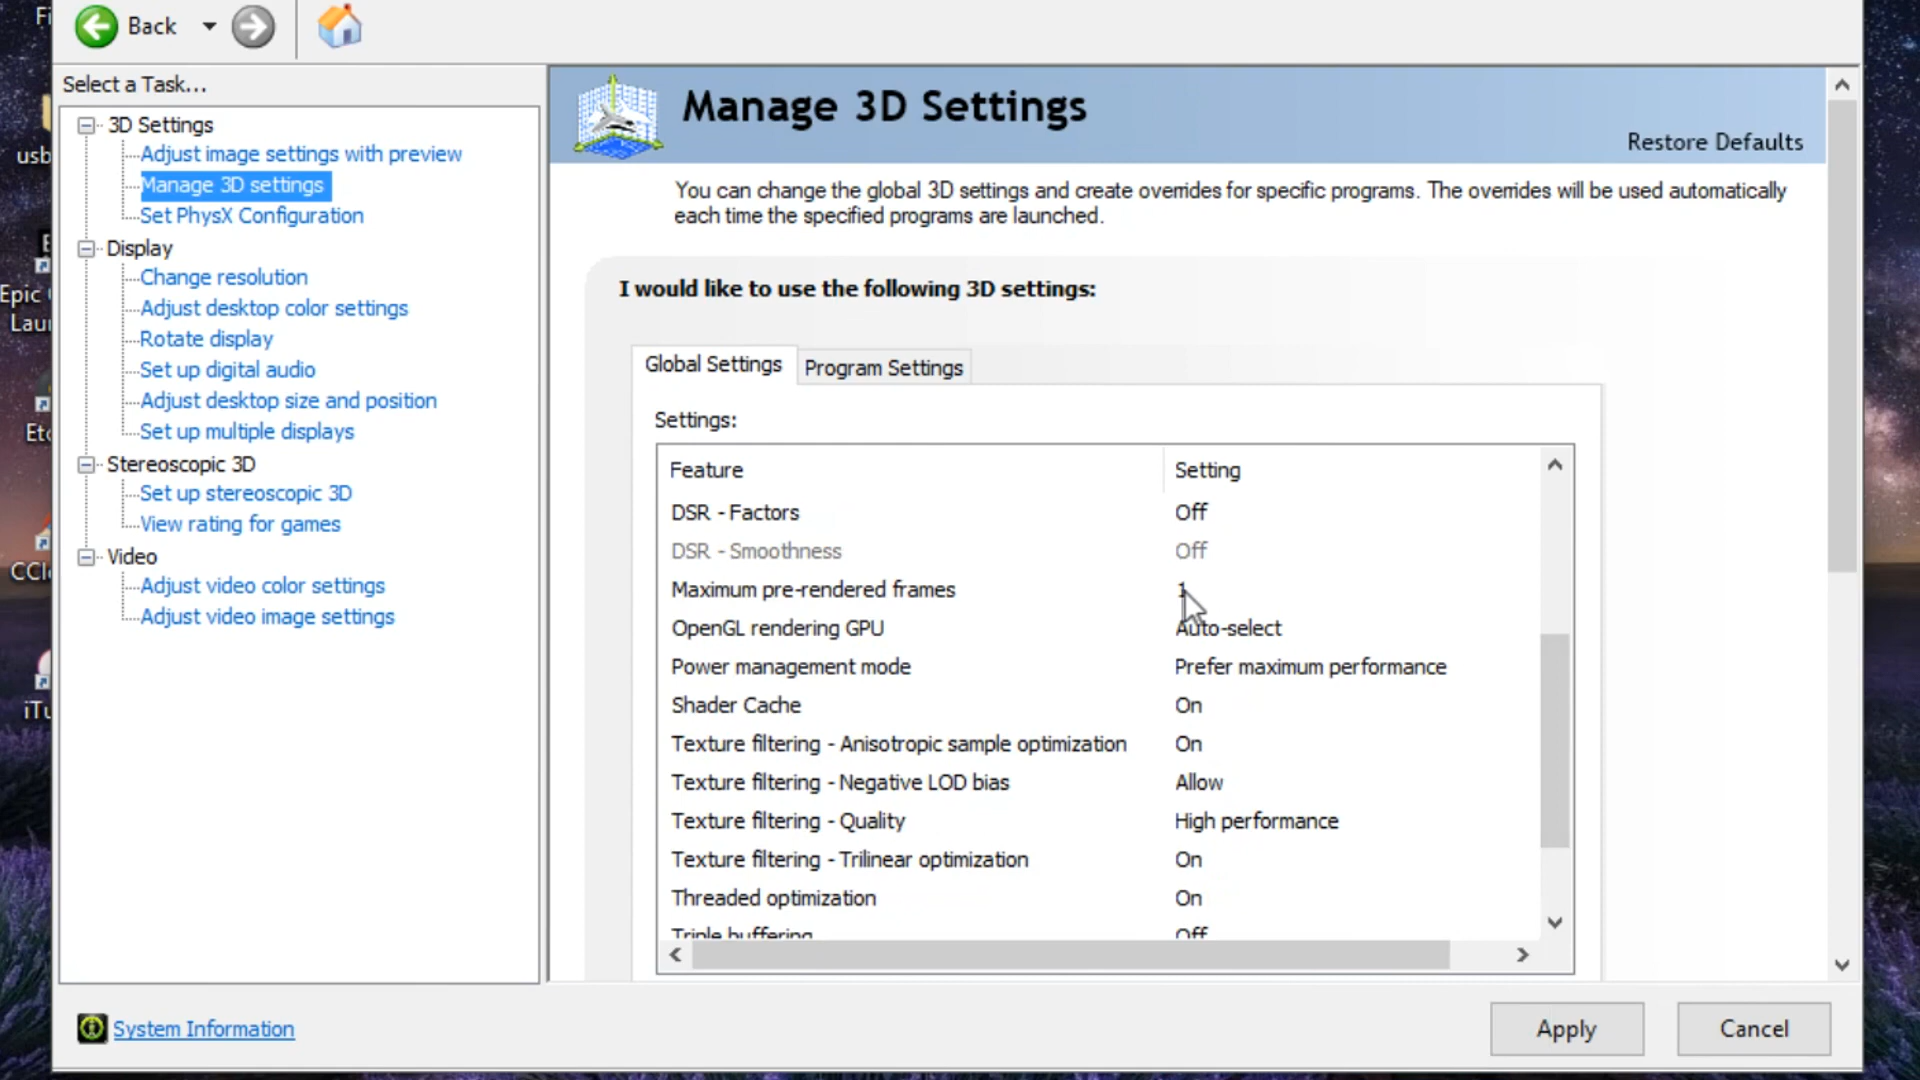 Back
Select a Task...
3D Settings
Adjust image settings with preview
Manage 3D settings
Set PhysX Configuration
Display
Change resolution
Adjust desktop color settings
Rotate display
Set up digital audio
Adjust desktop size and position
Set up multiple displays
Stereoscopic 3D
Set up stereoscopic 3D
View rating for games
Video
Adjust video color settings
Adjust video image settings
System Information
Manage 3D Settings
Restore Defaults
You can change the global 3D settings and create overrides for specific programs. The overrides will be used automatically
each time the specified programs are launched.
I would like to use the following 3D settings:
Global Settings Program Settings
Settings:
Feature Setting
DSR - Factors Off
DSR - Smoothness Off
Maximum pre-rendered frames 1
OpenGL rendering GPU Auto-select
Power management mode Prefer maximum performance
Shader Cache On
Texture filtering - Anisotropic sample optimization On
Texture filtering - Negative LOD bias Allow
Texture filtering - Quality High performance
Texture filtering - Trilinear optimization On
Threaded optimization On
Triple buffering Off
Apply Cancel
usb
Epic
Lau